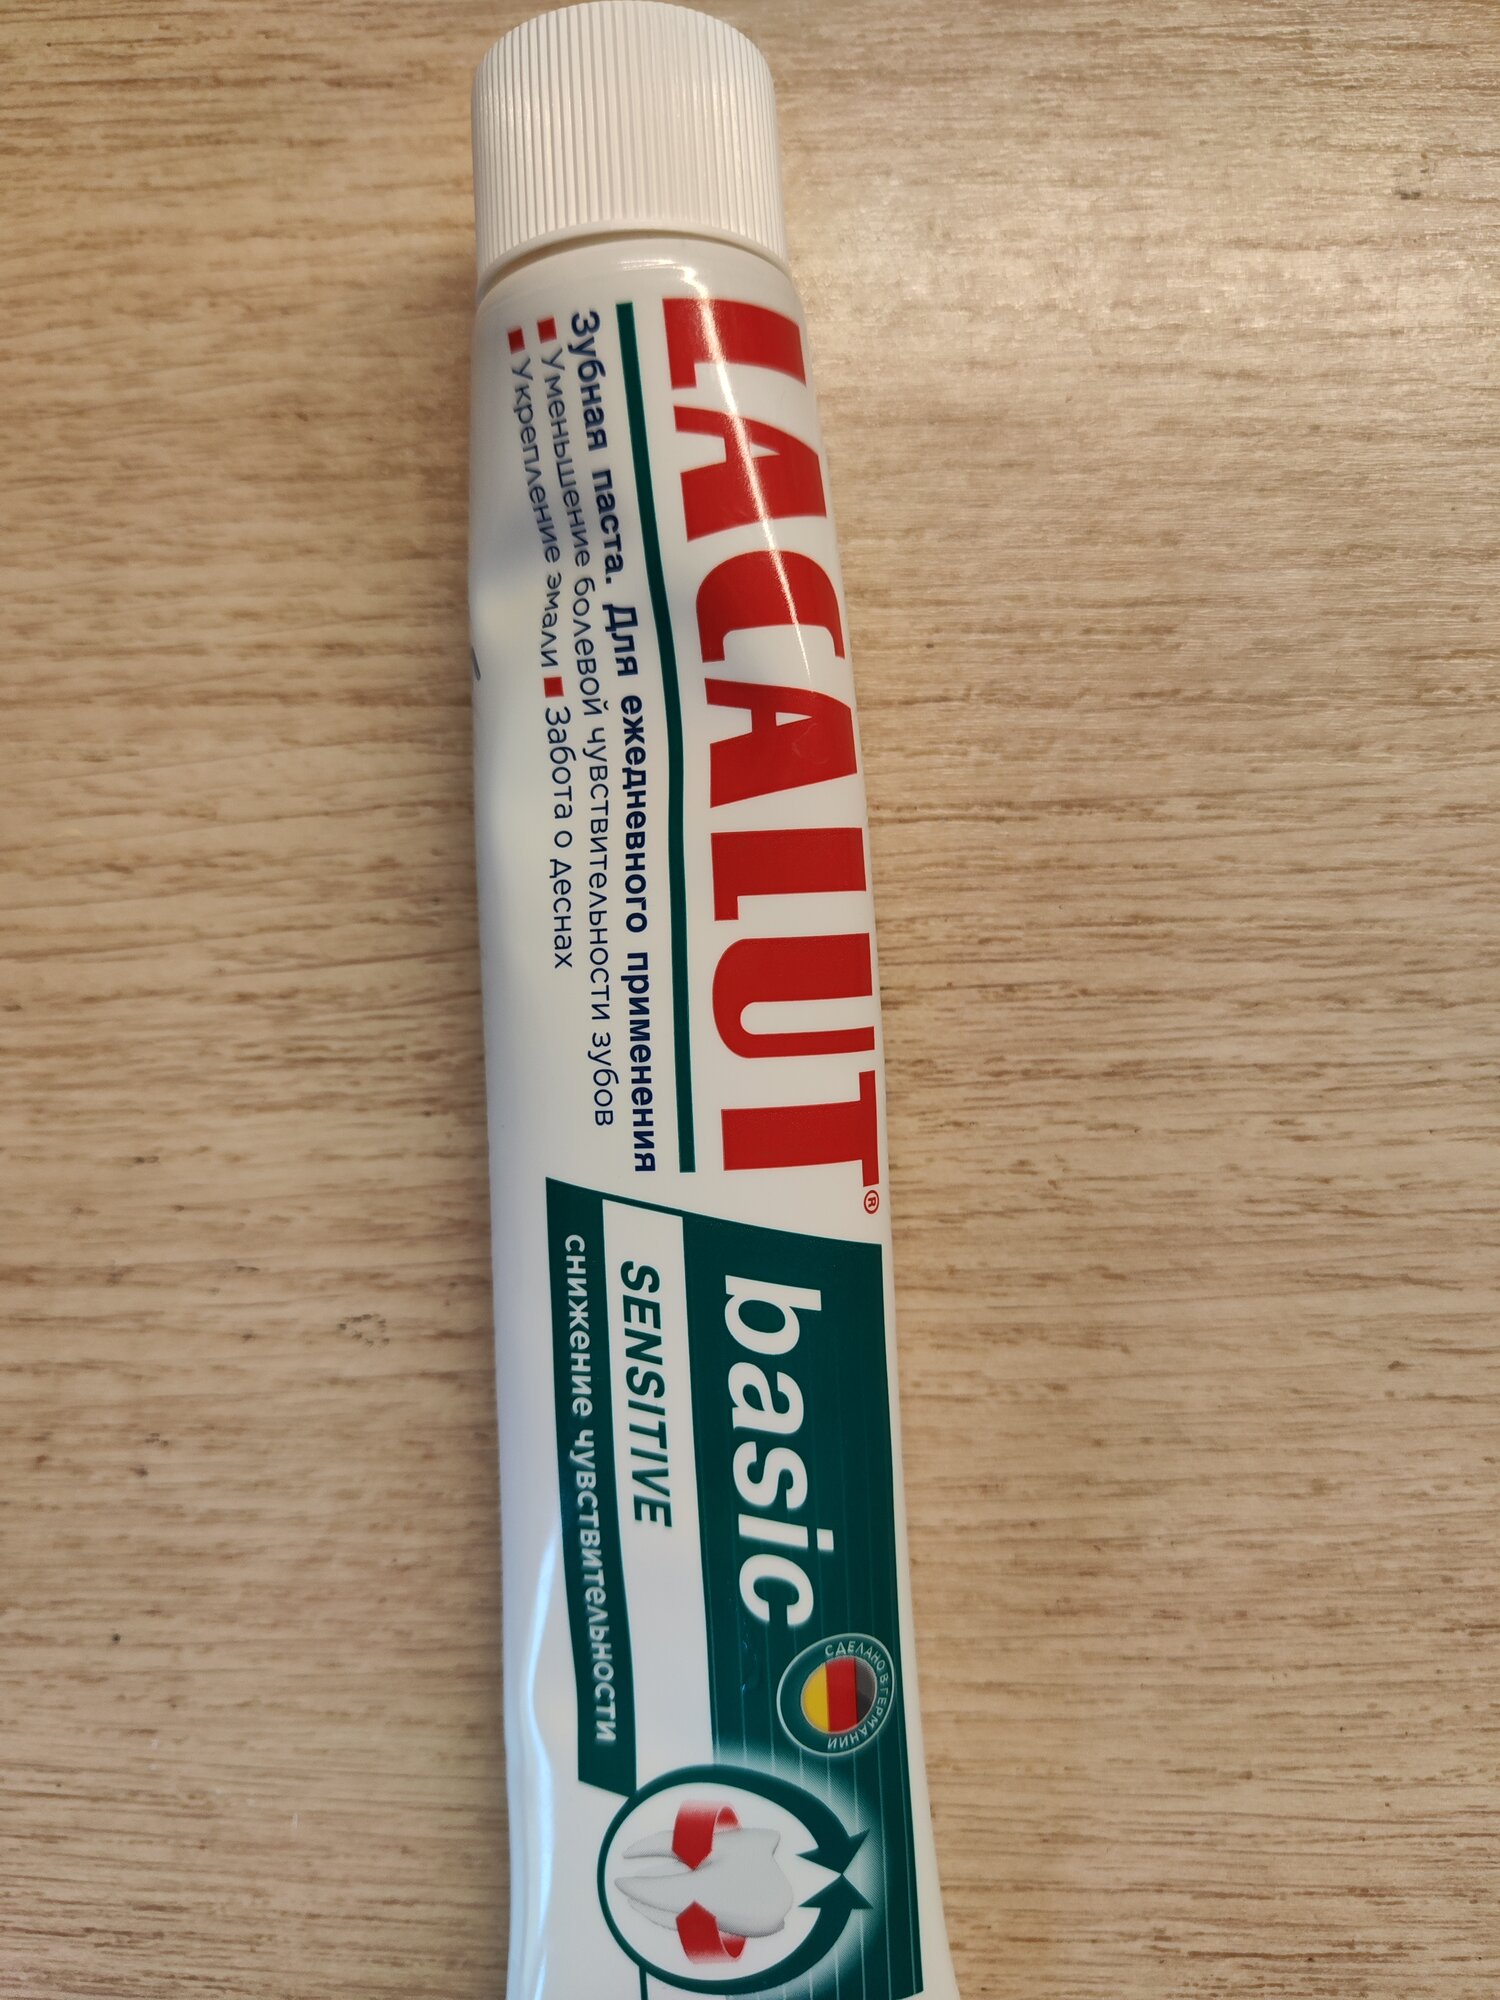 LACALUT®
Зубная паста. Для ежедневного применения
■ Уменьшение болевой чувствительности зубов
■ Укрепление эмали ■ Забота о деснах
basic
SENSITIVE
снижение чувствительности
СДЕЛАНО В ГЕРМАНИИ